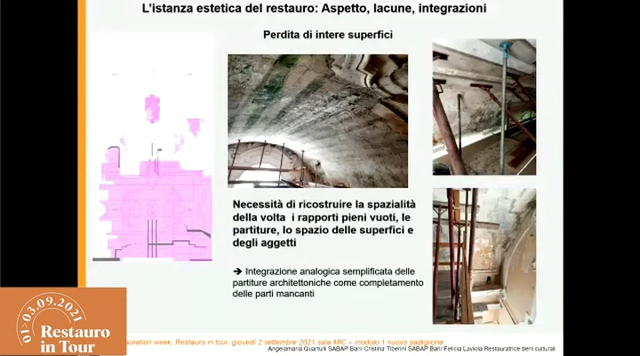 L'istanza estetica del restauro: Aspetto, lacune, integrazioni
Perdita di intere superfici
Necessità di ricostruire la spazialità
della volta i rapporti pieni vuoti, le
partiture, lo spazio delle superfici e
degli aggetti
➔ Integrazione analogica semplificata delle
partiture architettoniche come completamento
delle parti mancanti
01>03.09.2021
Restauro
in Tour
week, Restauro in tour, giovedì 2 settembre 2021 sala MIC – modulo 1 nuovo padiglione
Angelamaria Quartulli SABAP Bari Cristina Tiberini SABAP Bari Felicia Laviola Restauratrice beni culturali